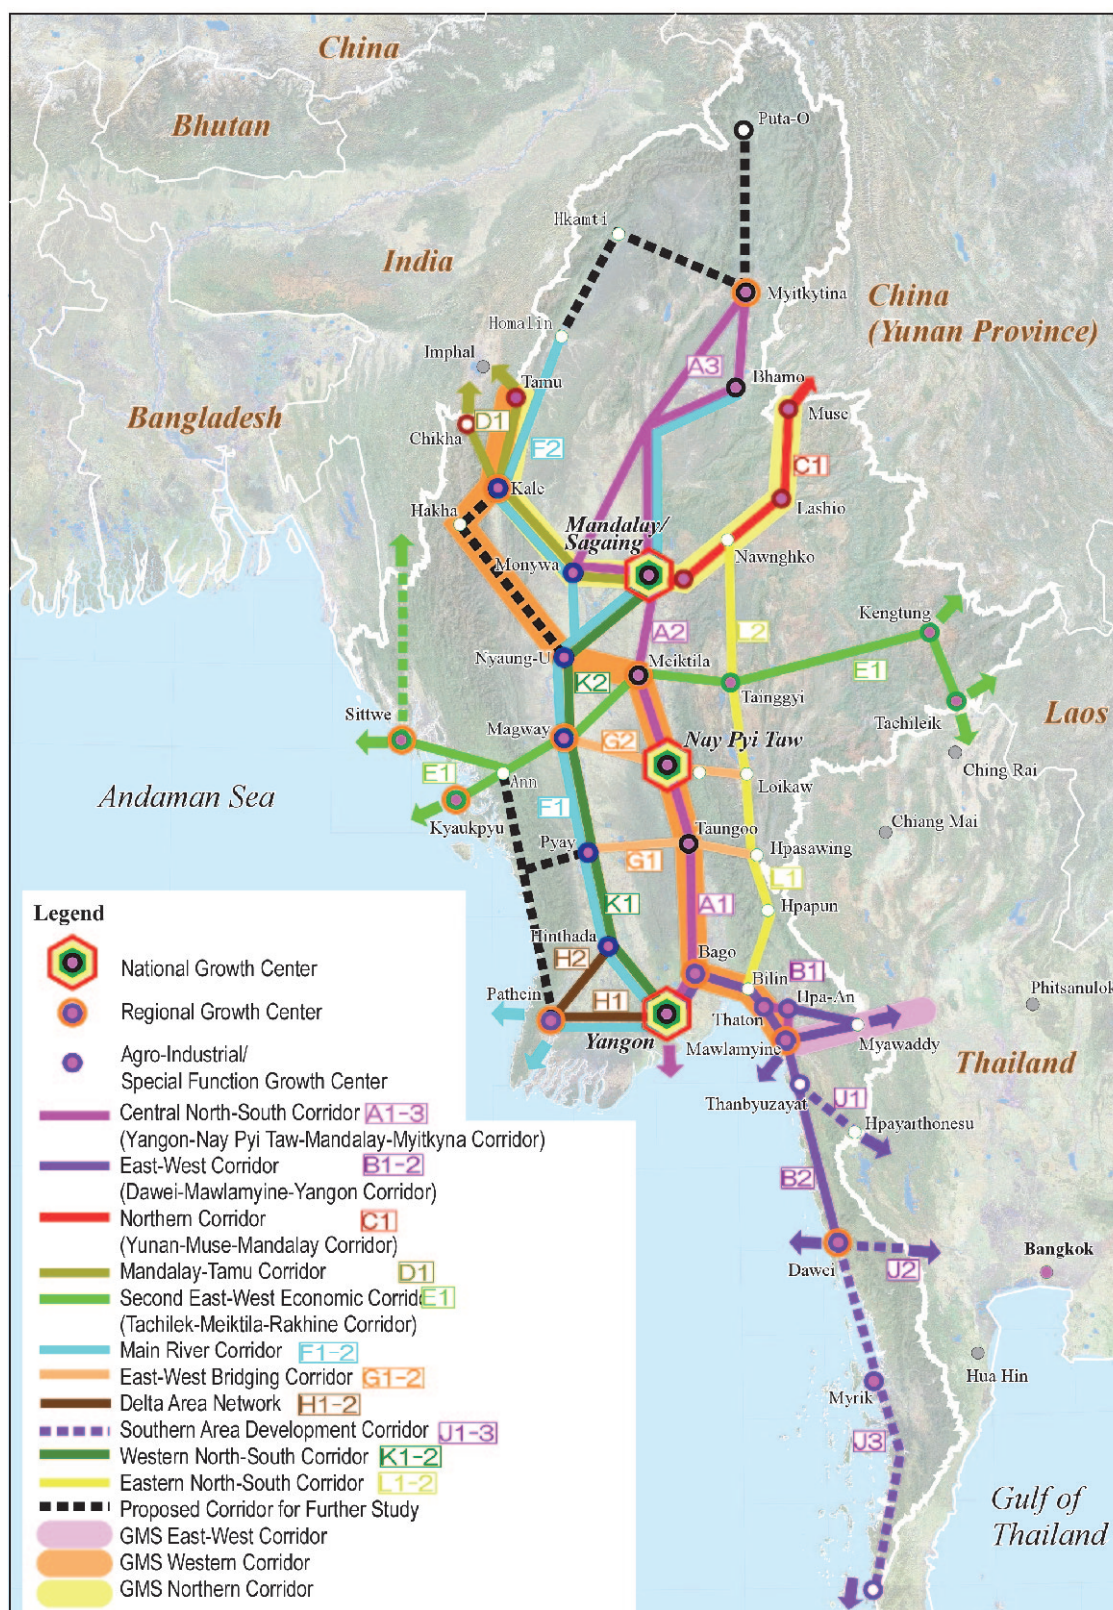 China
Bhutan
Puta-O
Hkamti
India
Myitkytina
China
(Yunan Province)
Homalin
Imphal
A3
Tamu
Bhamo
Muse
Bangladesh
D1
Chikha
F2
C1
Kale
Lashio
Hakha
Mandalay/
Sagaing
Nawnghko
Monywa
Kengtung
A2
L2
Nyaung-U
Meiktila
E1
K2
Tainggyi
Tachileik
Sittwe
Laos
Magway
G2
Nay Pyi Taw
Ching Rai
E1
Ann
Loikaw
Andaman Sea
F1
Kyaukpyu
Chiang Mai
Taungoo
Pyay
Hpasawing
G1
L1
K1
A1
Hpapun
Hinthada
H2
Bago
B1
Bilin
Pathein
H1
Hpa-An
Phitsanulok
Thaton
Yangon
Mawlamyine
Myawaddy
Thailand
Thanbyuzayat
J1
Hpayarthonesu
B2
Dawei
J2
Bangkok
Hua Hin
Myrik
J3
Gulf of
Thailand
Legend
National Growth Center
Regional Growth Center
Agro-Industrial/
Special Function Growth Center
Central North-South Corridor A1-3
(Yangon-Nay Pyi Taw-Mandalay-Myitkyna Corridor)
East-West Corridor B1-2
(Dawei-Mawlamyine-Yangon Corridor)
Northern Corridor C1
(Yunan-Muse-Mandalay Corridor)
Mandalay-Tamu Corridor D1
Second East-West Economic Corrido E1
(Tachilek-Meiktila-Rakhine Corridor)
Main River Corridor F1-2
East-West Bridging Corridor G1-2
Delta Area Network H1-2
Southern Area Development Corridor J1-3
Western North-South Corridor K1-2
Eastern North-South Corridor L1-2
Proposed Corridor for Further Study
GMS East-West Corridor
GMS Western Corridor
GMS Northern Corridor